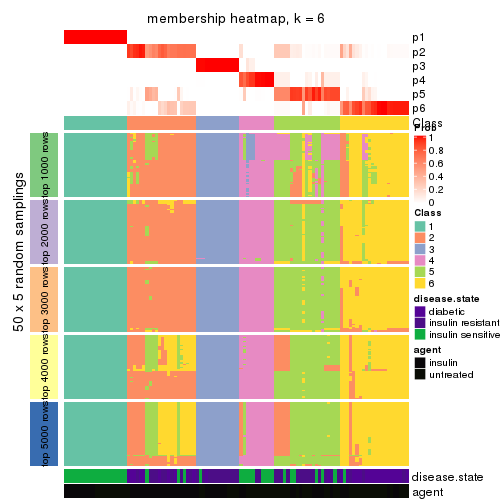 membership heatmap, k = 6
p1
p2
p3
p4
p5
p6
Class
50 x 5 random samplings
top 1000 rows
top 2000 rows
top 3000 rows
top 4000 rows
top 5000 rows
Prob
1
0.8
0.6
0.4
0.2
0
Class
1
2
3
4
5
6
disease.state
diabetic
insulin resistant
insulin sensitive
agent
insulin
untreated
disease.state
agent